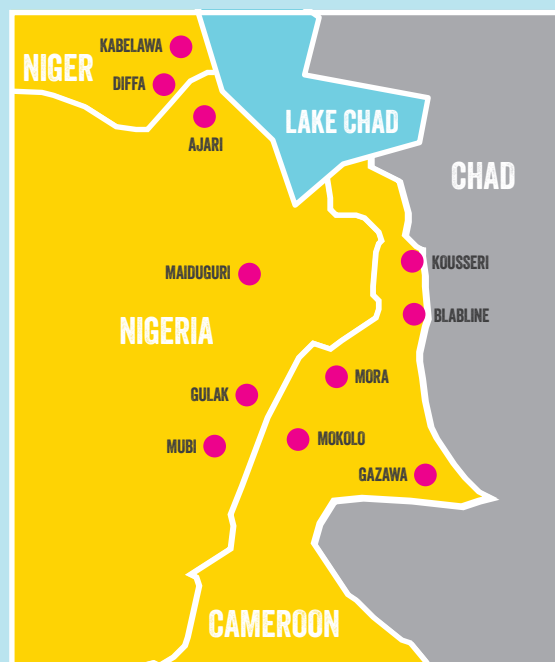 KABELAWA
NIGER
DIFFA
LAKE CHAD
AJARI
CHAD
KOUSSERI
MAIDUGURI
BLABLINE
NIGERIA
MORA
GULAK
MOKOLO
MUBI
GAZAWA
CAMEROON